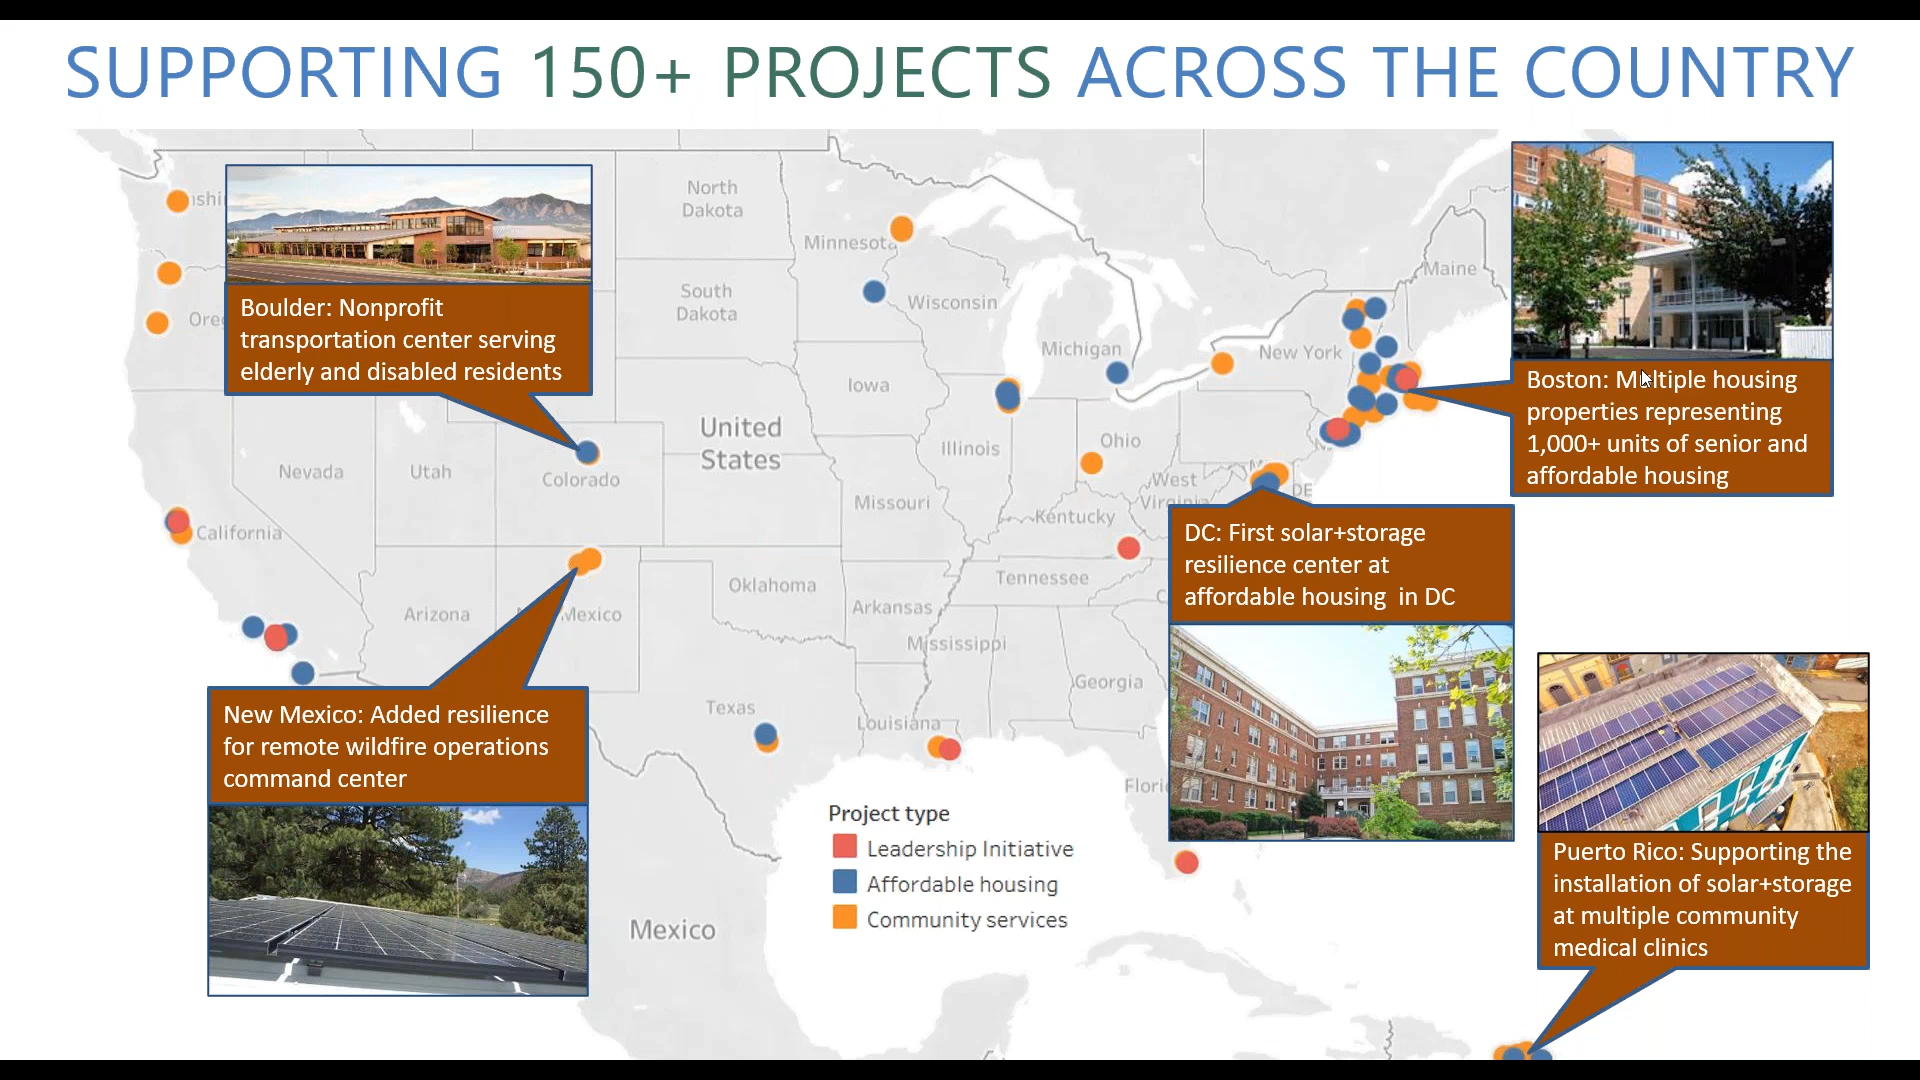 SUPPORTING 150+ PROJECTS ACROSS THE COUNTRY
Boulder: Nonprofit
transportation center serving
elderly and disabled residents
Boston: Multiple housing
properties representing
1,000+ units of senior and
affordable housing
DC: First solar+storage
resilience center at
affordable housing in DC
New Mexico: Added resilience
for remote wildfire operations
command center
Puerto Rico: Supporting the
installation of solar+storage
at multiple community
medical clinics
Project type
Leadership Initiative
Affordable housing
Community services
North
Dakota
Minnesota
South
Dakota
Wisconsin
Michigan
New York
Maine
Iowa
United
States
Nevada
Utah
Colorado
Illinois
Ohio
West
DE
Missouri
Kentucky
California
Oklahoma
Tennessee
Arizona
Mexico
Arkansas
Mississippi
Georgia
Texas
Louisiana
Mexico